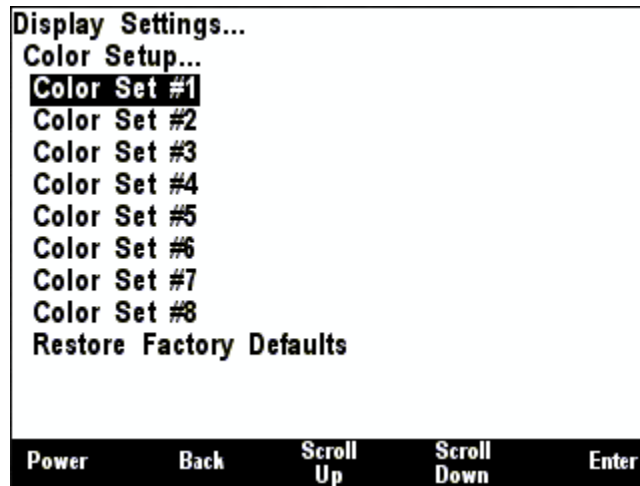 Display Settings...
Color Setup...
Color Set #1
Color Set #2
Color Set #3
Color Set #4
Color Set #5
Color Set #6
Color Set #7
Color Set #8
Restore Factory Defaults
Power Back Scroll Up Scroll Down Enter